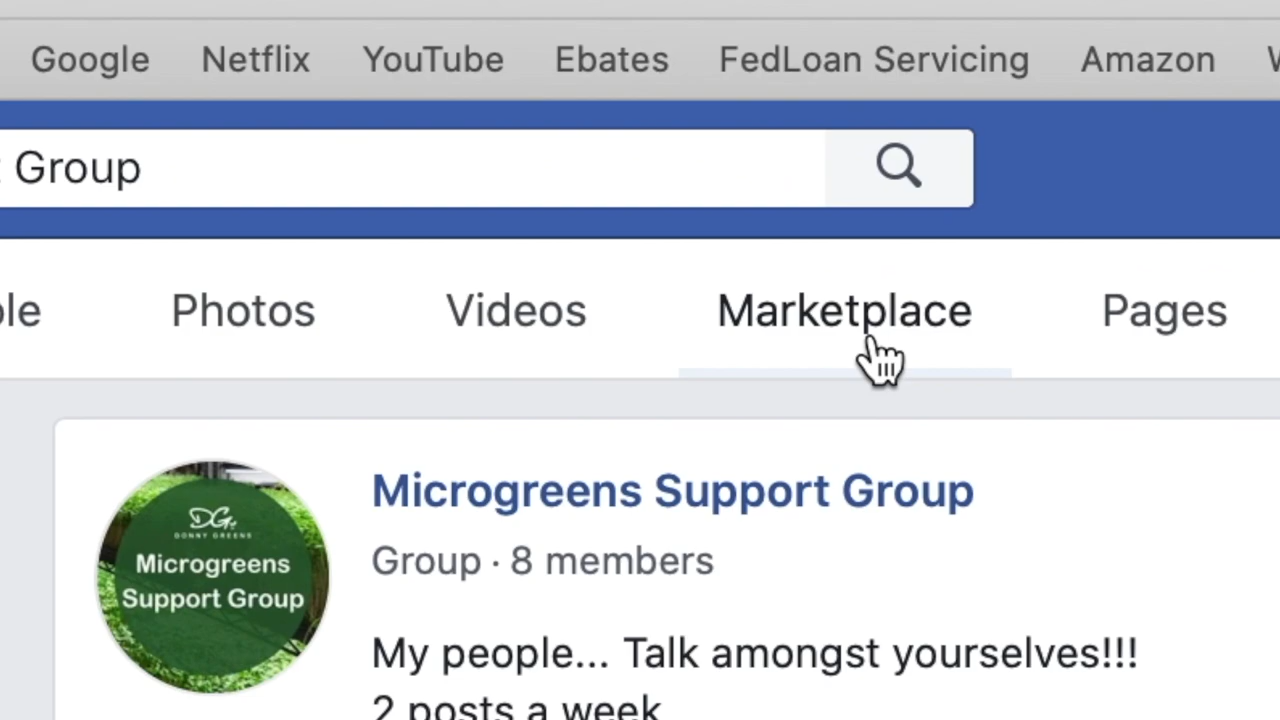 Google Netflix YouTube Ebates FedLoan Servicing Amazon
Group
Photos Videos Marketplace Pages
Microgreens Support Group
Group · 8 members
DG
DONNY GREENS
Microgreens
Support Group
My people... Talk amongst yourselves!!!
2 posts a week